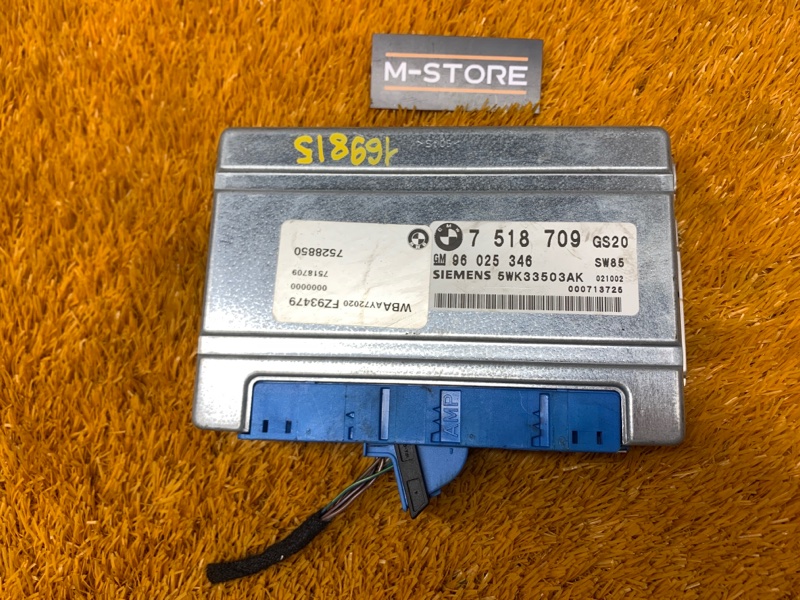 M-STORE
169815
BMW 7 518 709 GS20
GM 96 025 346 SW85
SIEMENS 5WK33503AK 021002
000713725
WBAAY72020 FZ93479
0000000
7518709
7528850
AMP